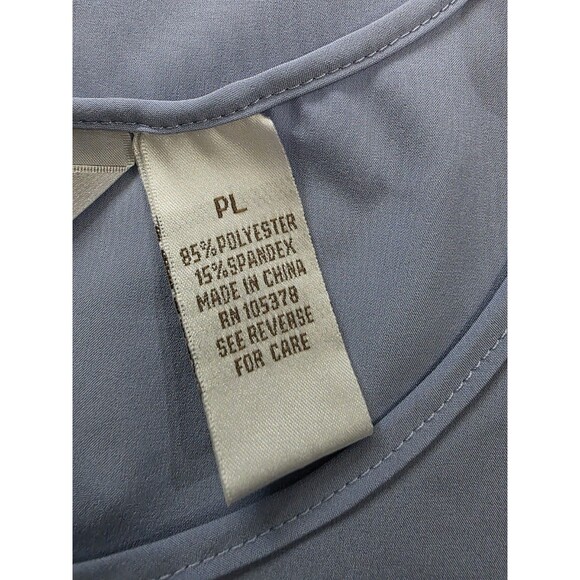 PL
85%POLYESTER
15%SPANDEX
MADE IN CHINA
RN 105378
SEE REVERSE
FOR CARE